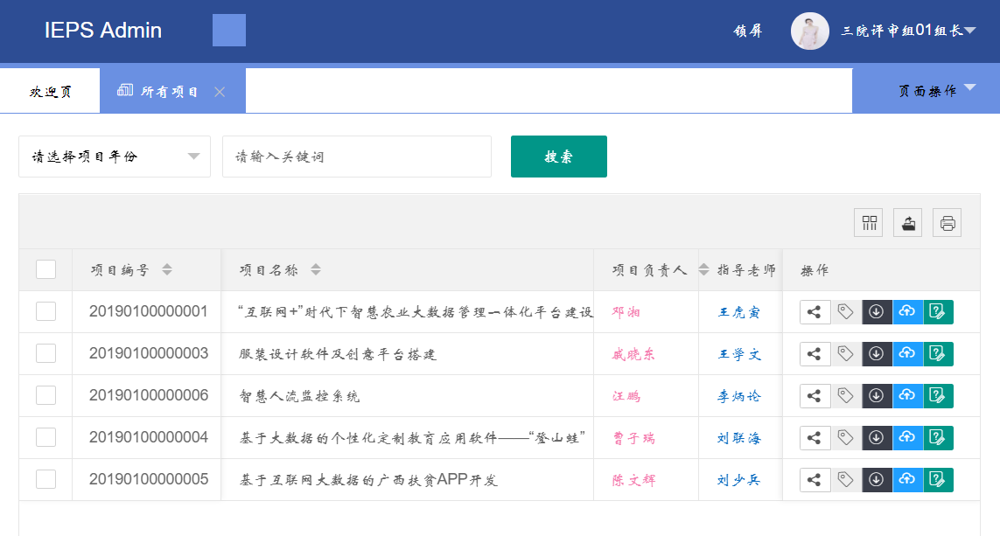 IEPS Admin
锁屏
三院评审组01组长
欢迎页
所有项目
页面操作
请选择项目年份
请输入关键词
搜索
项目编号 项目名称 项目负责人 指导老师 操作
20190100000001 “互联网+”时代下智慧农业大数据管理一体化平台建设 邓湘 王虎寅
20190100000003 服装设计软件及创意平台搭建 戚晓东 王学文
20190100000006 智慧人流监控系统 汪鹏 李炳论
20190100000004 基于大数据的个性化定制教育应用软件——“登山蛙” 曹子瑞 刘联海
20190100000005 基于互联网大数据的广西扶贫APP开发 陈文辉 刘少兵